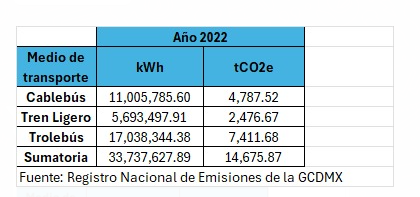 Año 2022
Medio de transporte kWh tCO2e
Cablebús 11,005,785.60 4,787.52
Tren Ligero 5,693,497.91 2,476.67
Trolebús 17,038,344.38 7,411.68
Sumatoria 33,737,627.89 14,675.87
Fuente: Registro Nacional de Emisiones de la GCDMX